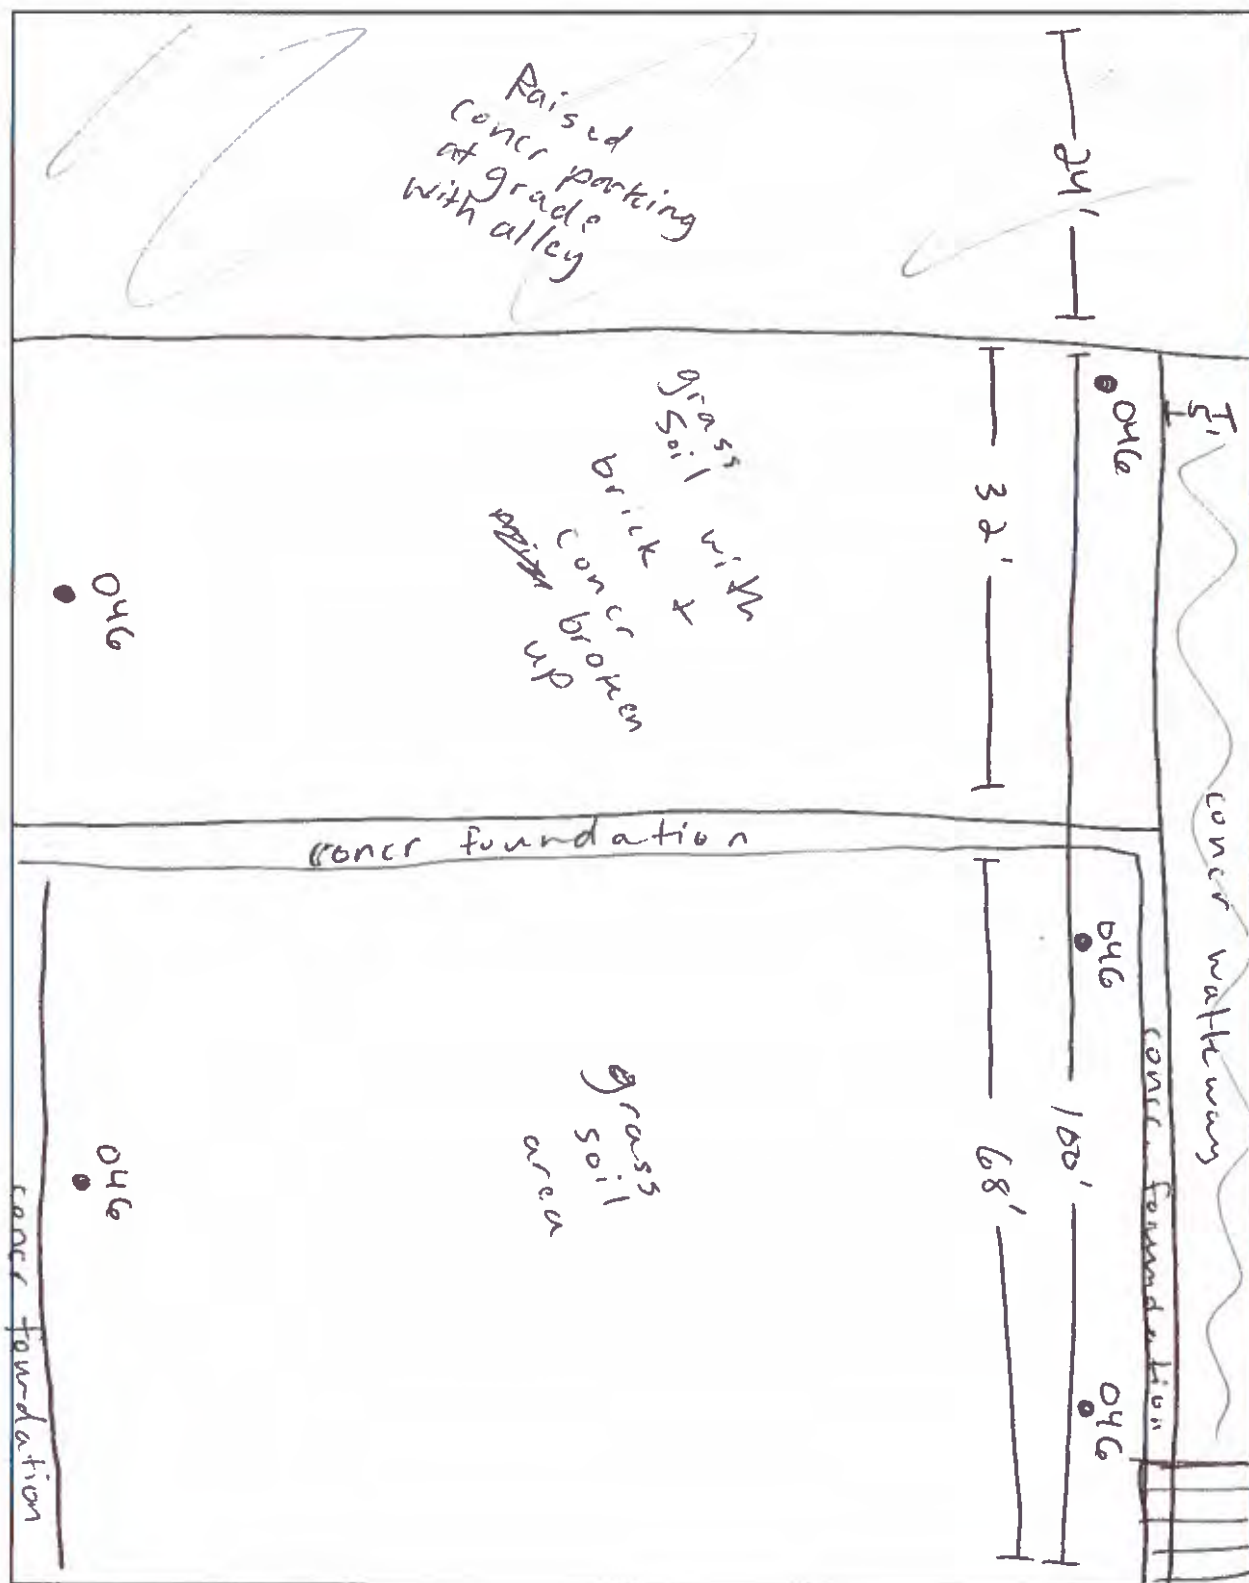 Raised
concr parking
at grade
with alley
24'
grass
soil with
brick +
concr broken
up
32'
5'
046
046
concr walkway
concr foundation
046
100'
68'
concr foundation
grass
soil
area
046
046
concr foundation